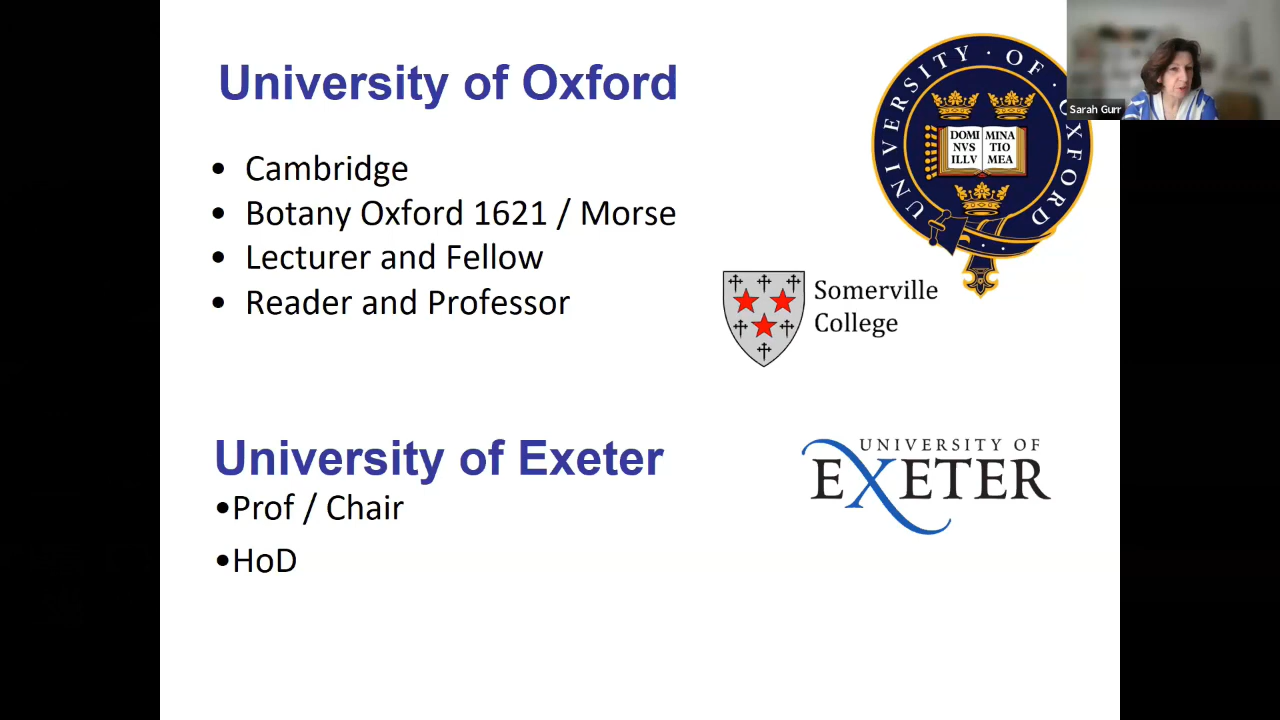 University of Oxford
• Cambridge
• Botany Oxford 1621 / Morse
• Lecturer and Fellow
• Reader and Professor
UNIVERSITY · OF · OXFORD
UNIVERSITY
DOMI MINA
NVS TIO
ILLV MEA
Sarah Gurr
Somerville
College
University of Exeter
•Prof / Chair
•HoD
UNIVERSITY OF
EXETER